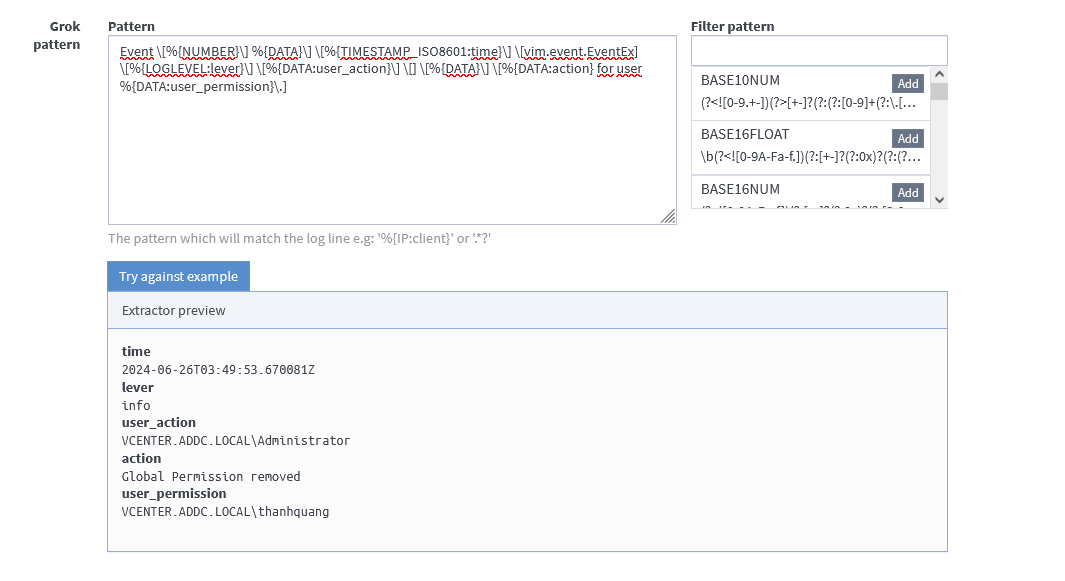 Grok pattern
Pattern
Event \[%{NUMBER}\] %{DATA}\] \[%{TIMESTAMP_ISO8601:time}\] \[vim.event.EventEx]
\[%{LOGLEVEL:lever}\] \[%{DATA:user_action}\] \[] \[%{DATA}\] \[%{DATA:action} for user
%{DATA:user_permission}\.]
The pattern which will match the log line e.g: '%{IP:client}' or '.*?'
Filter pattern
BASE10NUM
Add
(?<![0-9.+-])(?>[+-]?(?:(?:[0-9]+(?:\.[...
BASE16FLOAT
Add
\b(?<![0-9A-Fa-f.])(?:[+-]?(?:0x)?(?:(?...
BASE16NUM
Add
Try against example
Extractor preview
time
2024-06-26T03:49:53.670081Z
lever
info
user_action
VCENTER.ADDC.LOCAL\Administrator
action
Global Permission removed
user_permission
VCENTER.ADDC.LOCAL\thanhquang